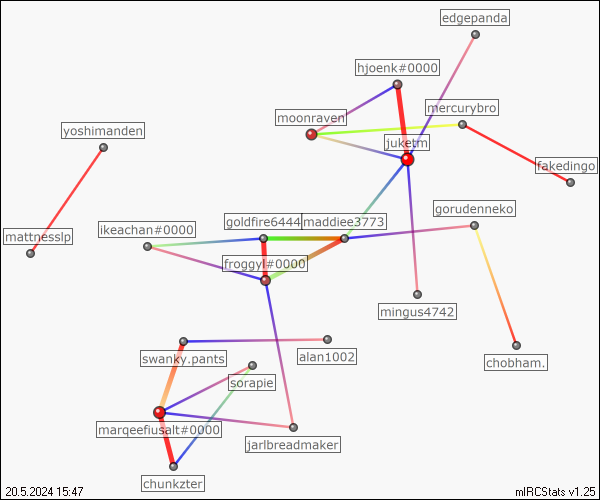 edgepanda
hjoenk#0000
mercurybro
moonraven
yoshimanden
juketm
fakedingo
gorudenneko
goldfire6444
maddiee3773
ikeachan#0000
mattnesslp
froggyl#0000
mingus4742
swanky.pants
alan1002
chobham.
sorapie
marqeefiusalt#0000
jarlbreadmaker
chunkzter
20.5.2024 15:47
mIRCStats v1.25